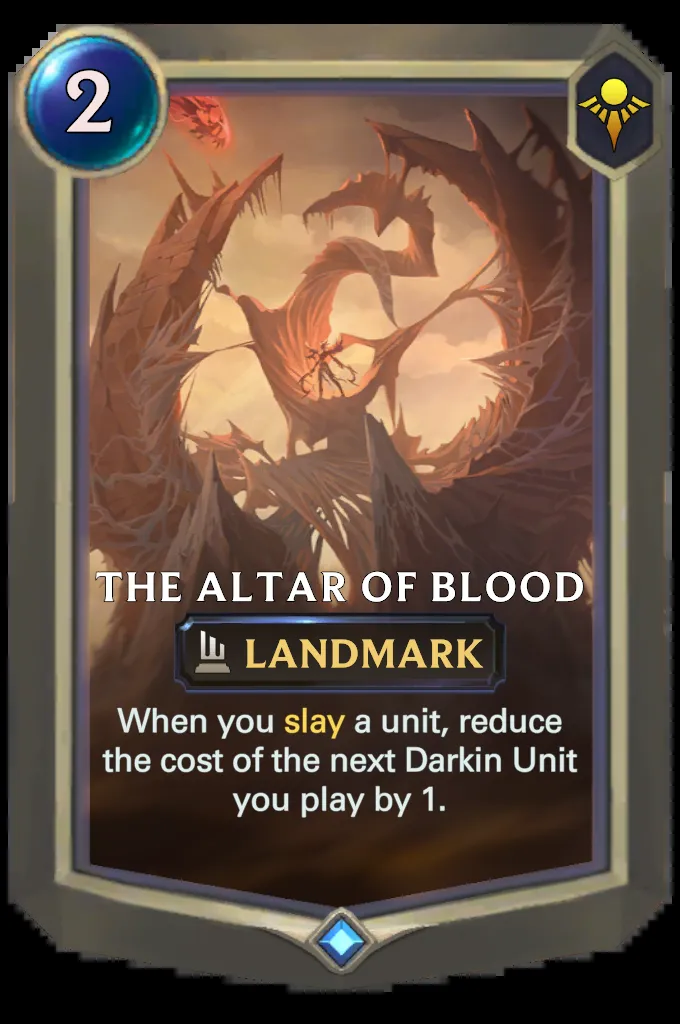 2
THE ALTAR OF BLOOD
LANDMARK
When you slay a unit, reduce
the cost of the next Darkin Unit
you play by 1.